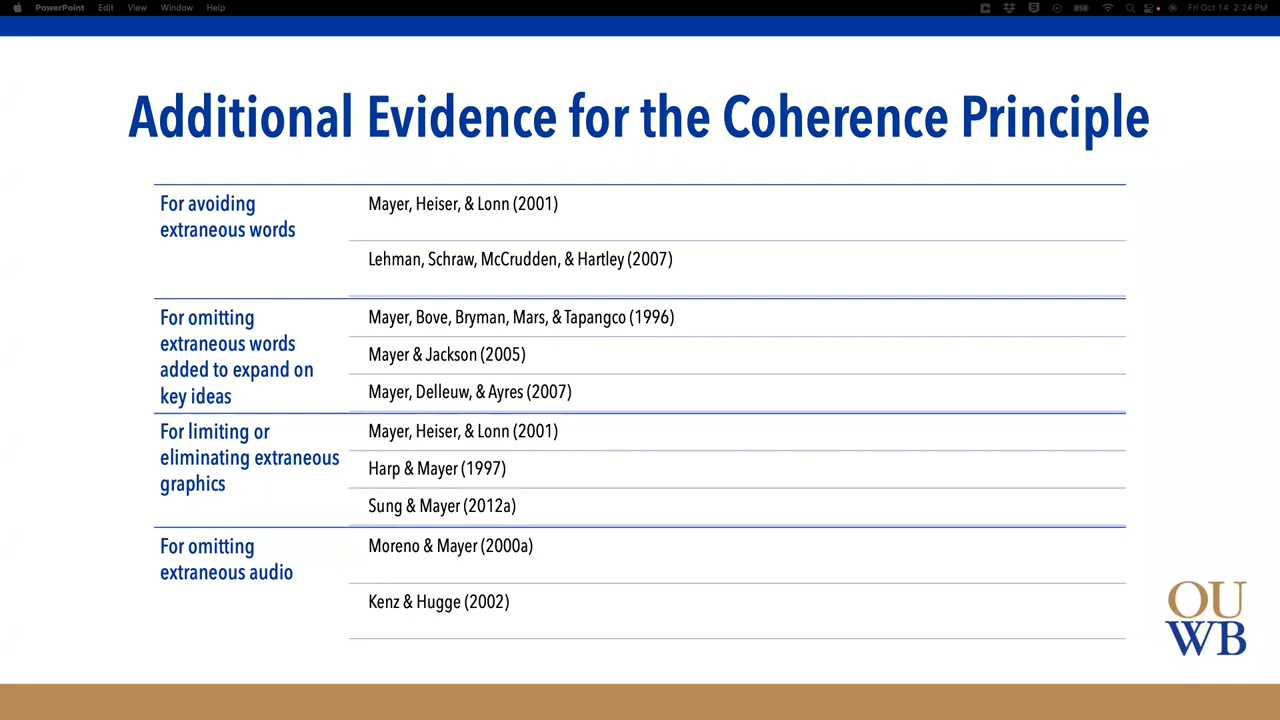 PowerPoint Edit View Window Help Fri Oct 14 2:24 PM
Additional Evidence for the Coherence Principle
For avoiding
extraneous words
Mayer, Heiser, & Lonn (2001)
Lehman, Schraw, McCrudden, & Hartley (2007)
For omitting
extraneous words
added to expand on
key ideas
Mayer, Bove, Bryman, Mars, & Tapangco (1996)
Mayer & Jackson (2005)
Mayer, Delleuw, & Ayres (2007)
For limiting or
eliminating extraneous
graphics
Mayer, Heiser, & Lonn (2001)
Harp & Mayer (1997)
Sung & Mayer (2012a)
For omitting
extraneous audio
Moreno & Mayer (2000a)
Kenz & Hugge (2002)
OU
WB